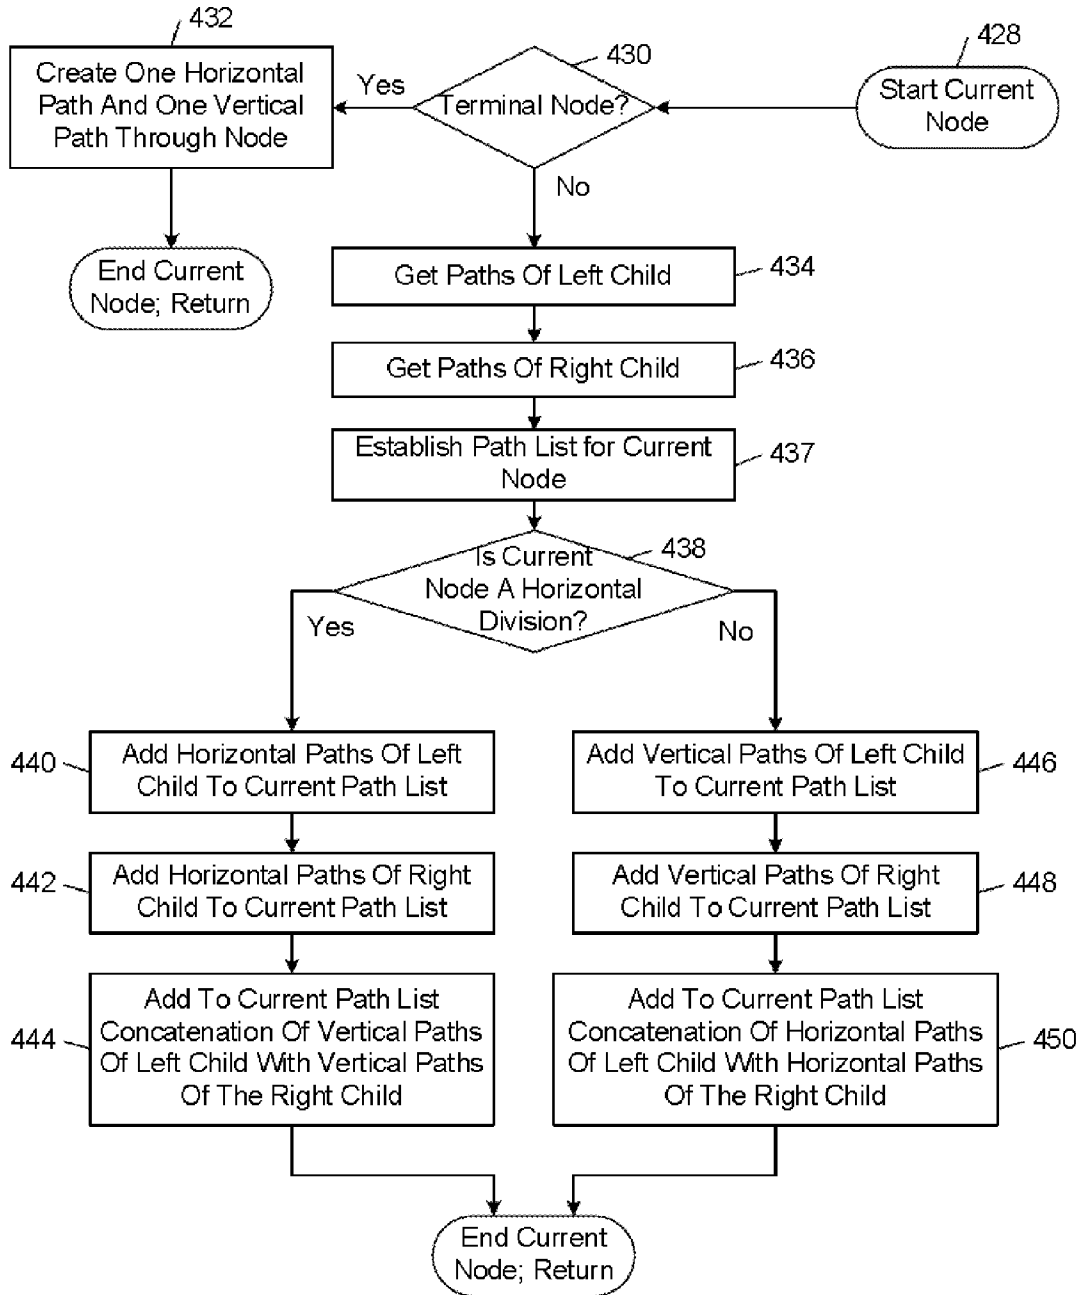 432
Create One Horizontal
Path And One Vertical
Path Through Node
Yes
430
Terminal Node?
428
Start Current
Node
No
End Current
Node; Return
Get Paths Of Left Child
434
Get Paths Of Right Child
436
Establish Path List for Current
Node
437
438
Is Current
Node A Horizontal
Division?
Yes
No
440
Add Horizontal Paths Of Left
Child To Current Path List
Add Vertical Paths Of Left Child
To Current Path List
446
442
Add Horizontal Paths Of Right
Child To Current Path List
Add Vertical Paths Of Right
Child To Current Path List
448
444
Add To Current Path List
Concatenation Of Vertical Paths
Of Left Child With Vertical Paths
Of The Right Child
Add To Current Path List
Concatenation Of Horizontal Paths
Of Left Child With Horizontal Paths
Of The Right Child
450
End Current
Node; Return